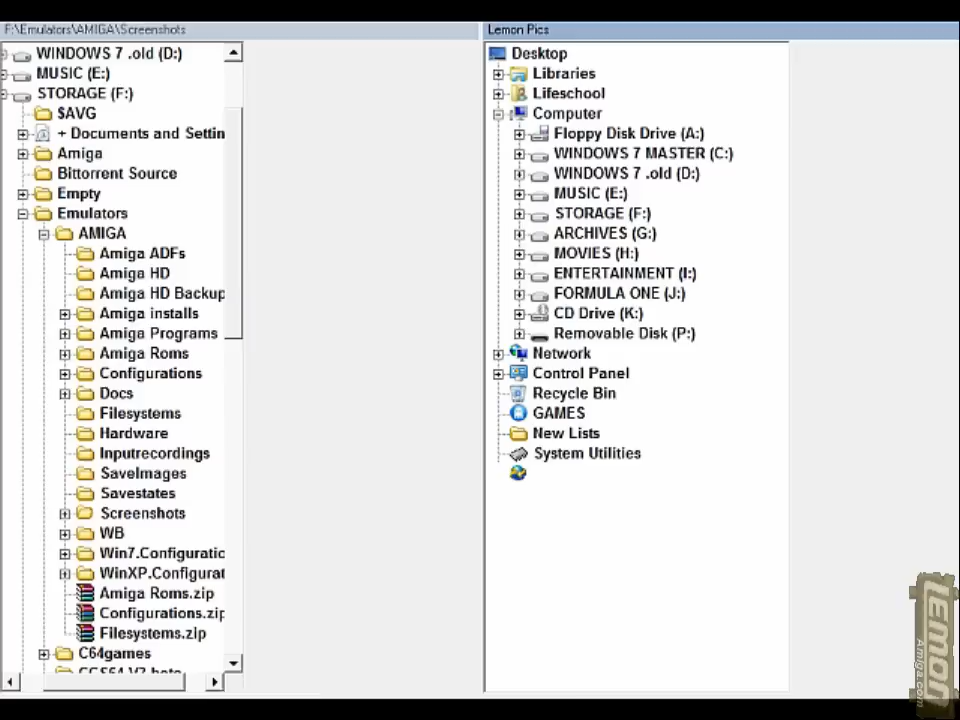 F:\Emulators\AMIGA\Screenshots
WINDOWS 7 .old (D:)
MUSIC (E:)
STORAGE (F:)
$AVG
+ Documents and Settin
Amiga
Bittorrent Source
Empty
Emulators
AMIGA
Amiga ADFs
Amiga HD
Amiga HD Backup
Amiga installs
Amiga Programs
Amiga Roms
Configurations
Docs
Filesystems
Hardware
Inputrecordings
SaveImages
Savestates
Screenshots
WB
Win7.Configuratic
WinXP.Configurat
Amiga Roms.zip
Configurations.zip
Filesystems.zip
C64games
Lemon Pics
Desktop
Libraries
Lifeschool
Computer
Floppy Disk Drive (A:)
WINDOWS 7 MASTER (C:)
WINDOWS 7 .old (D:)
MUSIC (E:)
STORAGE (F:)
ARCHIVES (G:)
MOVIES (H:)
ENTERTAINMENT (I:)
FORMULA ONE (J:)
CD Drive (K:)
Removable Disk (P:)
Network
Control Panel
Recycle Bin
GAMES
New Lists
System Utilities
LEMON
Amiga.com